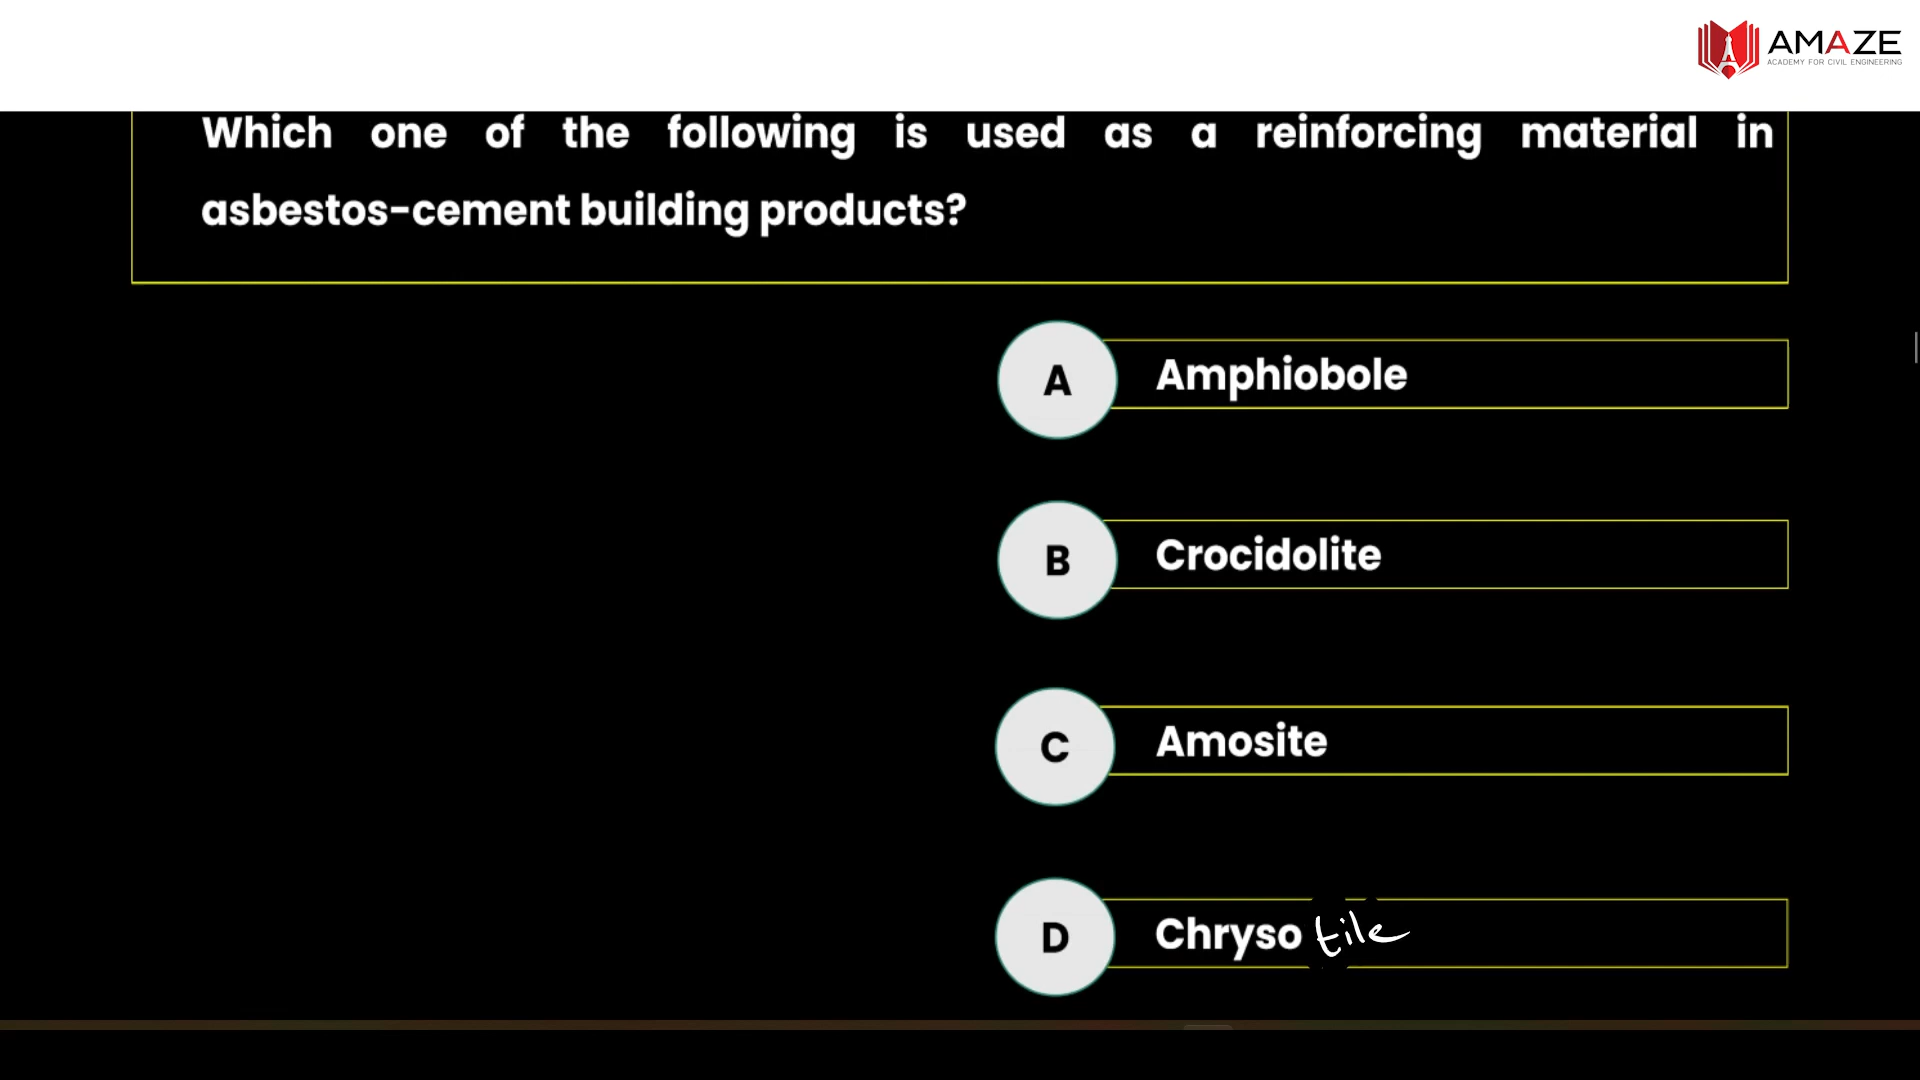 AMAZE
ACADEMY FOR CIVIL ENGINEERING
Which one of the following is used as a reinforcing material in
asbestos-cement building products?
A Amphiobole
B Crocidolite
C Amosite
D Chryso tile